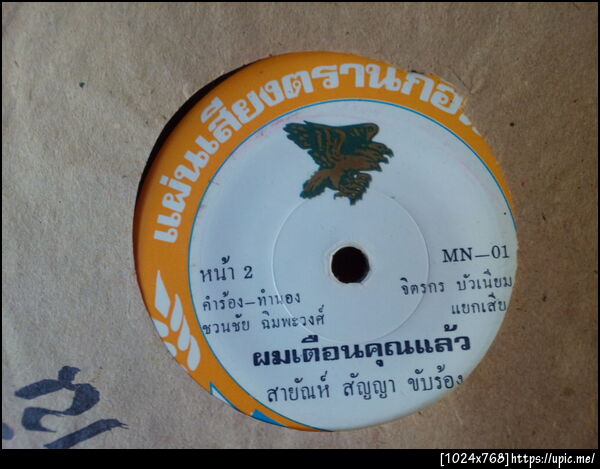 แผ่นเสียงตรานกอิน
หน้า 2
MN—01
คำร้อง—ทำนอง
ชวนชัย ฉิมพะวงศ์
จิตรกร บัวเนียม
แยกเสีย
ผมเตือนคุณแล้ว
สายัณห์ สัญญา ขับร้อง
[1024x768]https://upic.me/